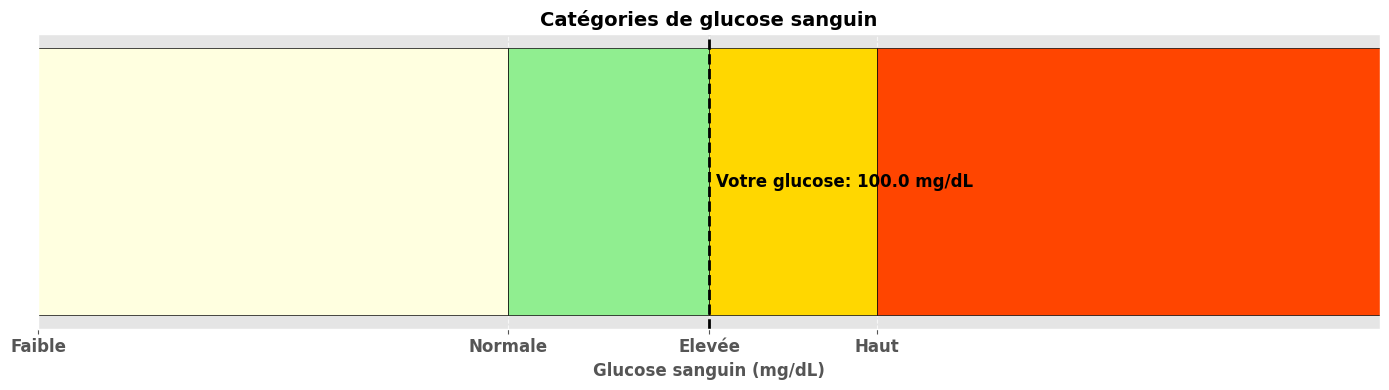 Catégories de glucose sanguin
Votre glucose: 100.0 mg/dL
Faible Normale Elevée Haut
Glucose sanguin (mg/dL)